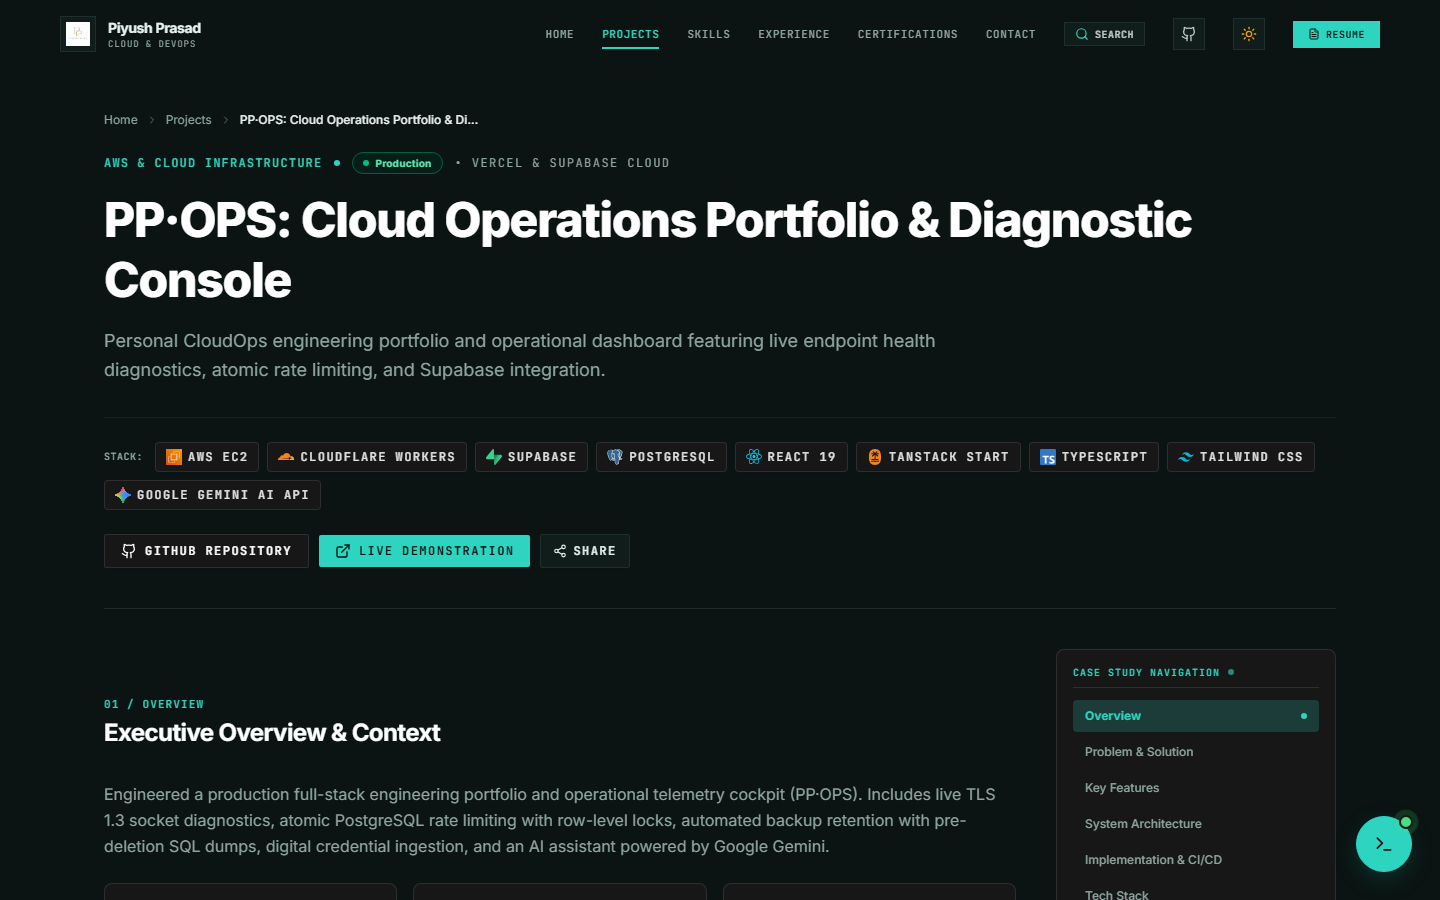 Piyush Prasad
CLOUD & DEVOPS
HOME PROJECTS SKILLS EXPERIENCE CERTIFICATIONS CONTACT SEARCH RESUME
Home > Projects > PP·OPS: Cloud Operations Portfolio & Di...
AWS & CLOUD INFRASTRUCTURE • Production • VERCEL & SUPABASE CLOUD
PP·OPS: Cloud Operations Portfolio & Diagnostic
Console
Personal CloudOps engineering portfolio and operational dashboard featuring live endpoint health
diagnostics, atomic rate limiting, and Supabase integration.
STACK: AWS EC2 CLOUDFLARE WORKERS SUPABASE POSTGRESQL REACT 19 TANSTACK START TYPESCRIPT TAILWIND CSS
GOOGLE GEMINI AI API
GITHUB REPOSITORY LIVE DEMONSTRATION SHARE
01 / OVERVIEW
Executive Overview & Context
Engineered a production full-stack engineering portfolio and operational telemetry cockpit (PP·OPS). Includes live TLS
1.3 socket diagnostics, atomic PostgreSQL rate limiting with row-level locks, automated backup retention with pre-
deletion SQL dumps, digital credential ingestion, and an AI assistant powered by Google Gemini.
CASE STUDY NAVIGATION
Overview
Problem & Solution
Key Features
System Architecture
Implementation & CI/CD
Tech Stack